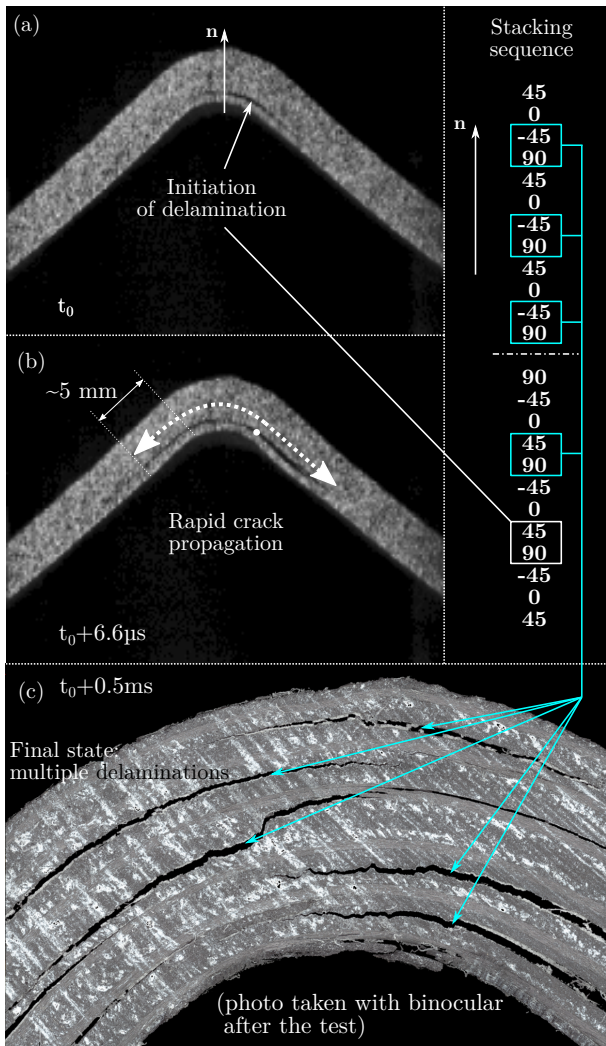 (a)
n
Initiation
of delamination
t0
(b)
~5 mm
Rapid crack
propagation
t0+6.6µs
Stacking
sequence
n
45
0
-45
90
45
0
-45
90
45
0
-45
90
90
-45
0
45
90
-45
0
45
90
-45
0
45
(c)
t0+0.5ms
Final state:
multiple delaminations
(photo taken with binocular
after the test)